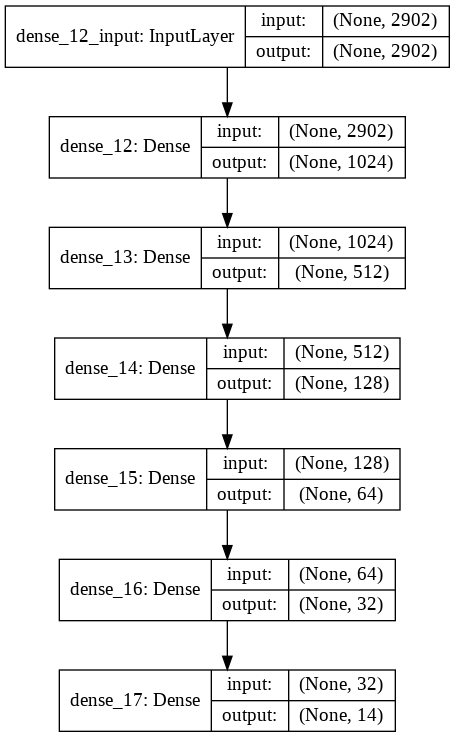 dense_12_input: InputLayer
input: (None, 2902)
output: (None, 2902)
dense_12: Dense
input: (None, 2902)
output: (None, 1024)
dense_13: Dense
input: (None, 1024)
output: (None, 512)
dense_14: Dense
input: (None, 512)
output: (None, 128)
dense_15: Dense
input: (None, 128)
output: (None, 64)
dense_16: Dense
input: (None, 64)
output: (None, 32)
dense_17: Dense
input: (None, 32)
output: (None, 14)